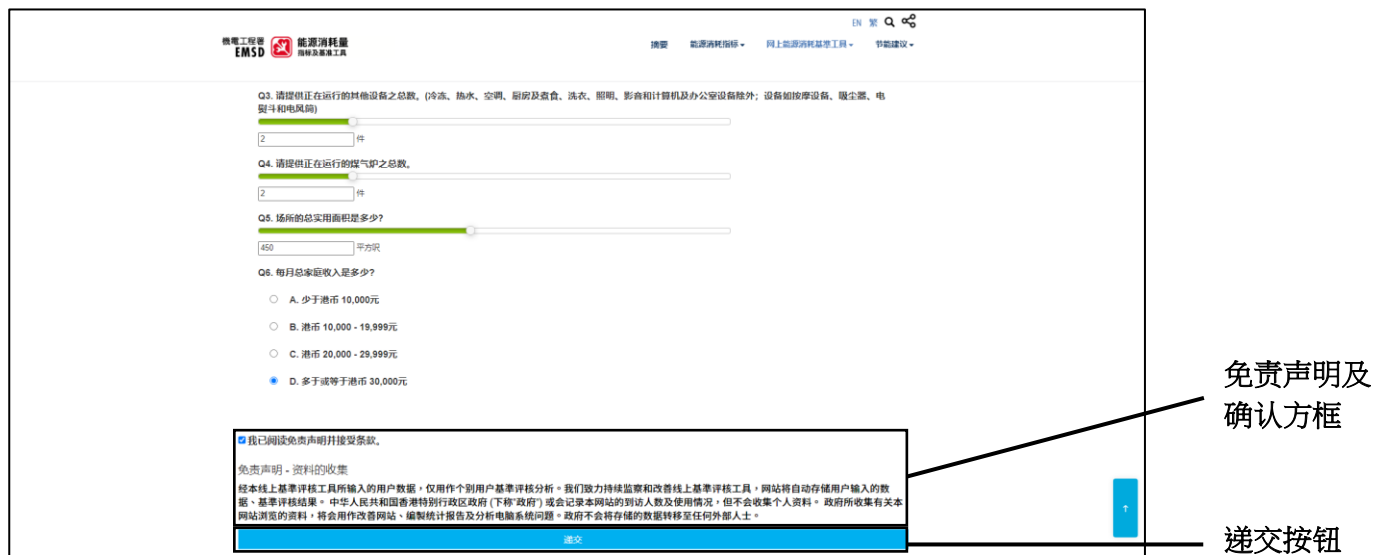 EN 繁
機電工程署
EMSD
能源消耗量
指标及基准工具
摘要 能源消耗指标 网上能源消耗基准工具 节能建议
Q3. 请提供正在运行的其他设备之总数。(冷冻、热水、空调、厨房及煮食、洗衣、照明、影音和计算机及办公室设备除外；设备如按摩设备、吸尘器、电
熨斗和电风筒)
2 件
Q4. 请提供正在运行的煤气炉之总数。
2 件
Q5. 场所的总实用面积是多少?
450 平方呎
Q6. 每月总家庭收入是多少?
A. 少于港币 10,000元
B. 港币 10,000 - 19,999元
C. 港币 20,000 - 29,999元
D. 多于或等于港币 30,000元
免责声明及
确认方框
我已阅读免责声明并接受条款。
免责声明 - 资料的收集
经本线上基準评核工具所输入的用户数据，仅用作个别用户基準评核分析。我们致力持续监察和改善线上基準评核工具，网站将自动存储用户输入的数
据、基準评核结果。 中华人民共和国香港特别行政区政府 (下称"政府") 或会记录本网站的到访人数及使用情况，但不会收集个人资料。 政府所收集有关本
网站浏览的资料，将会用作改善网站、编製统计报告及分析电脑系统问题。政府不会将存储的数据转移至任何外部人士。
↑
递交
递交按钮